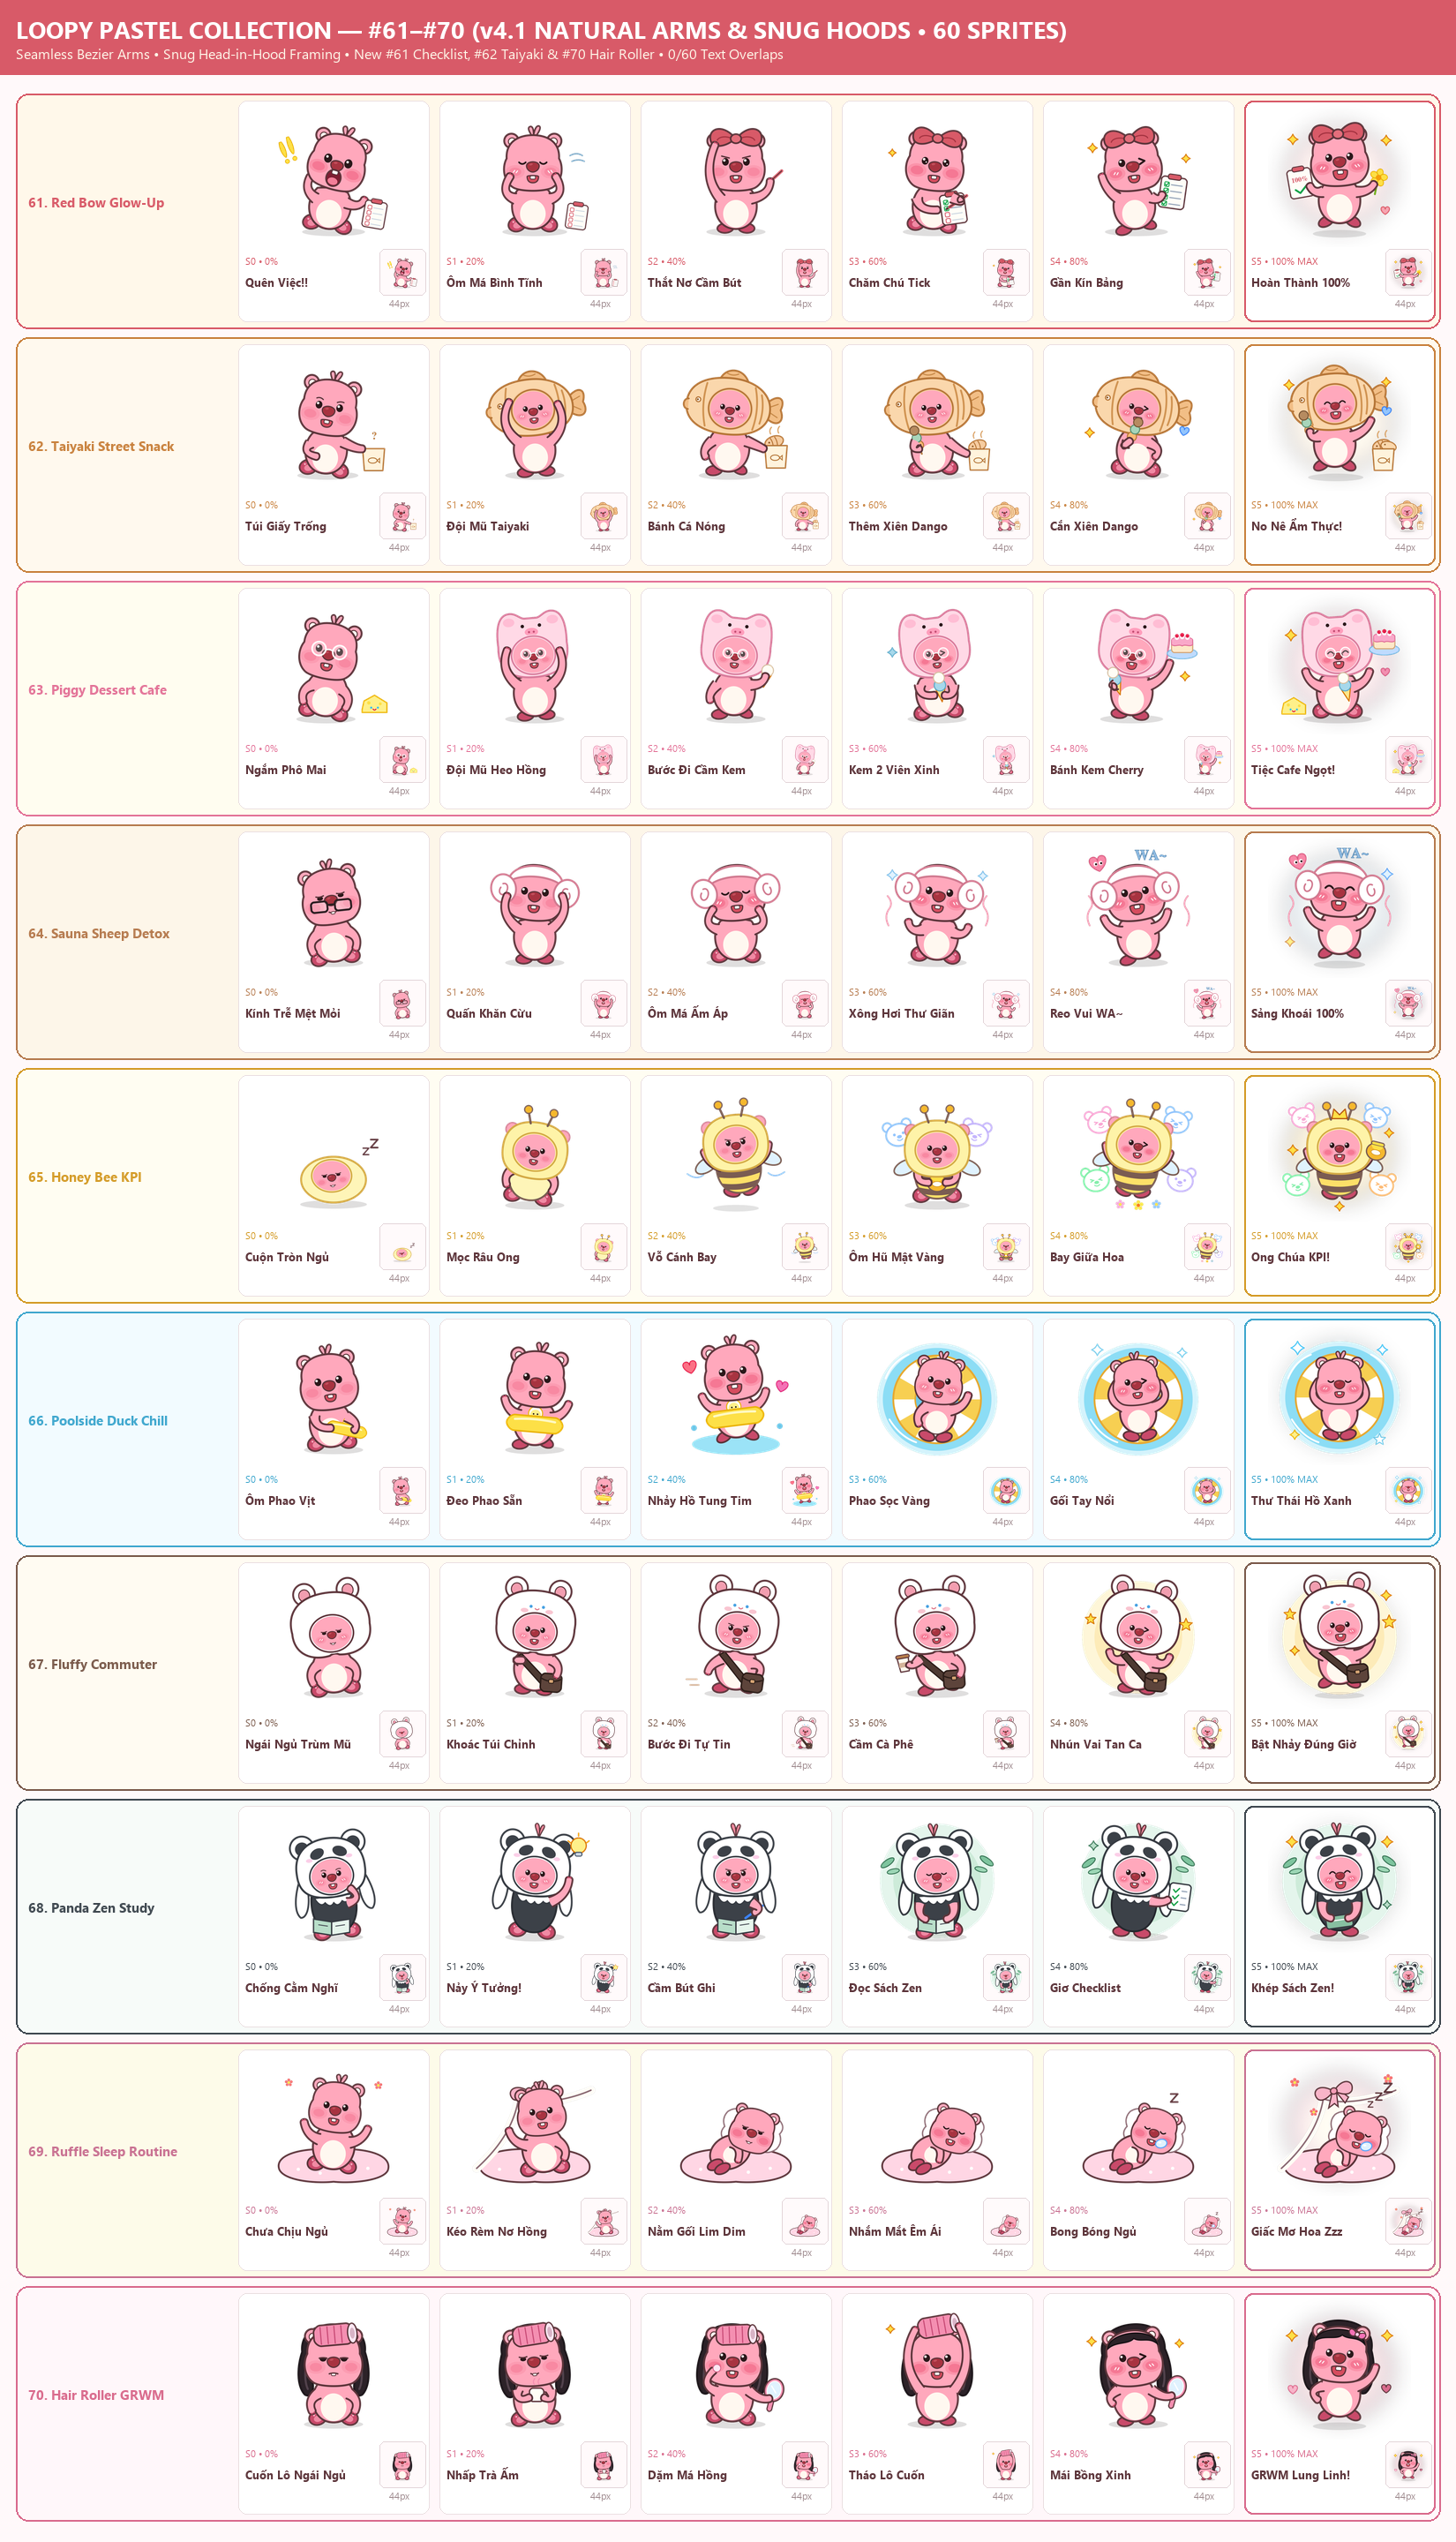 LOOPY PASTEL COLLECTION — #61–#70 (v4.1 NATURAL ARMS & SNUG HOODS • 60 SPRITES)
Seamless Bezier Arms • Snug Head-in-Hood Framing • New #61 Checklist, #62 Taiyaki & #70 Hair Roller • 0/60 Text Overlaps
61. Red Bow Glow-Up
100%
S0 • 0%
Quên Việc!!
44px
S1 • 20%
Ôm Má Bình Tĩnh
44px
S2 • 40%
Thắt Nơ Cầm Bút
44px
S3 • 60%
Chăm Chú Tick
44px
S4 • 80%
Gần Kín Bảng
44px
S5 • 100% MAX
Hoàn Thành 100%
44px
62. Taiyaki Street Snack
?
S0 • 0%
Túi Giấy Trống
44px
S1 • 20%
Đội Mũ Taiyaki
44px
S2 • 40%
Bánh Cá Nóng
44px
S3 • 60%
Thêm Xiên Dango
44px
S4 • 80%
Cắn Xiên Dango
44px
S5 • 100% MAX
No Nê Ẩm Thực!
44px
63. Piggy Dessert Cafe
S0 • 0%
Ngắm Phô Mai
44px
S1 • 20%
Đội Mũ Heo Hồng
44px
S2 • 40%
Bước Đi Cầm Kem
44px
S3 • 60%
Kem 2 Viên Xinh
44px
S4 • 80%
Bánh Kem Cherry
44px
S5 • 100% MAX
Tiệc Cafe Ngọt!
44px
64. Sauna Sheep Detox
WA~
WA~
S0 • 0%
Kính Trễ Mệt Mỏi
44px
S1 • 20%
Quấn Khăn Cừu
44px
S2 • 40%
Ôm Má Ấm Áp
44px
S3 • 60%
Xông Hơi Thư Giãn
44px
S4 • 80%
Reo Vui WA~
44px
S5 • 100% MAX
Sảng Khoái 100%
44px
65. Honey Bee KPI
zZ
S0 • 0%
Cuộn Tròn Ngủ
44px
S1 • 20%
Mọc Râu Ong
44px
S2 • 40%
Vỗ Cánh Bay
44px
S3 • 60%
Ôm Hũ Mật Vàng
44px
S4 • 80%
Bay Giữa Hoa
44px
S5 • 100% MAX
Ong Chúa KPI!
44px
66. Poolside Duck Chill
S0 • 0%
Ôm Phao Vịt
44px
S1 • 20%
Đeo Phao Sẵn
44px
S2 • 40%
Nhảy Hồ Tung Tim
44px
S3 • 60%
Phao Sọc Vàng
44px
S4 • 80%
Gối Tay Nổi
44px
S5 • 100% MAX
Thư Thái Hồ Xanh
44px
67. Fluffy Commuter
S0 • 0%
Ngái Ngủ Trùm Mũ
44px
S1 • 20%
Khoác Túi Chỉnh
44px
S2 • 40%
Bước Đi Tự Tin
44px
S3 • 60%
Cầm Cà Phê
44px
S4 • 80%
Nhún Vai Tan Ca
44px
S5 • 100% MAX
Bật Nhảy Đúng Giờ
44px
68. Panda Zen Study
S0 • 0%
Chống Cằm Nghĩ
44px
S1 • 20%
Nảy Ý Tưởng!
44px
S2 • 40%
Cầm Bút Ghi
44px
S3 • 60%
Đọc Sách Zen
44px
S4 • 80%
Giơ Checklist
44px
S5 • 100% MAX
Khép Sách Zen!
44px
69. Ruffle Sleep Routine
Z
zzZ
S0 • 0%
Chưa Chịu Ngủ
44px
S1 • 20%
Kéo Rèm Nơ Hồng
44px
S2 • 40%
Nằm Gối Lim Dim
44px
S3 • 60%
Nhắm Mắt Êm Ái
44px
S4 • 80%
Bong Bóng Ngủ
44px
S5 • 100% MAX
Giấc Mơ Hoa Zzz
44px
70. Hair Roller GRWM
S0 • 0%
Cuốn Lô Ngái Ngủ
44px
S1 • 20%
Nhấp Trà Ấm
44px
S2 • 40%
Dặm Má Hồng
44px
S3 • 60%
Tháo Lô Cuốn
44px
S4 • 80%
Mái Bồng Xinh
44px
S5 • 100% MAX
GRWM Lung Linh!
44px